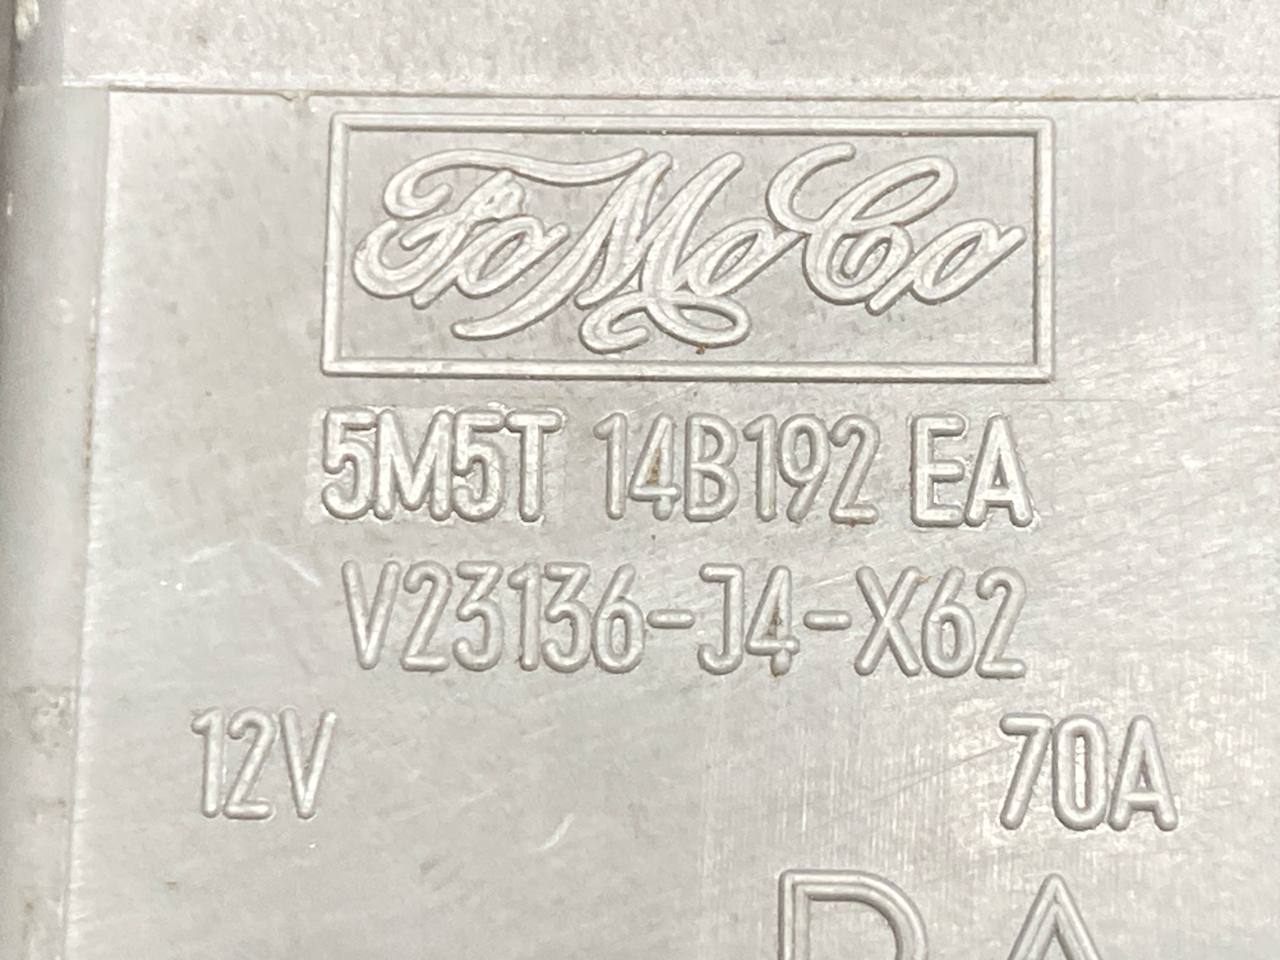 FoMoCo
5M5T 14B192 EA
V23136-J4-X62
12V 70A